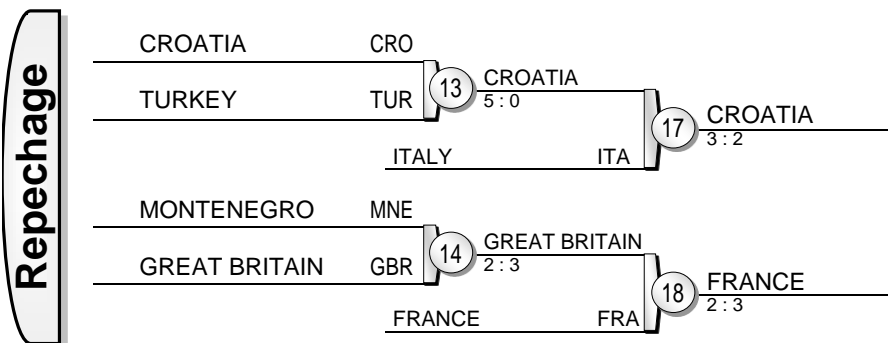 Repechage
CROATIA CRO
TURKEY TUR
13 CROATIA
5 : 0
ITALY ITA
17 CROATIA
3 : 2
MONTENEGRO MNE
GREAT BRITAIN GBR
14 GREAT BRITAIN
2 : 3
FRANCE FRA
18 FRANCE
2 : 3